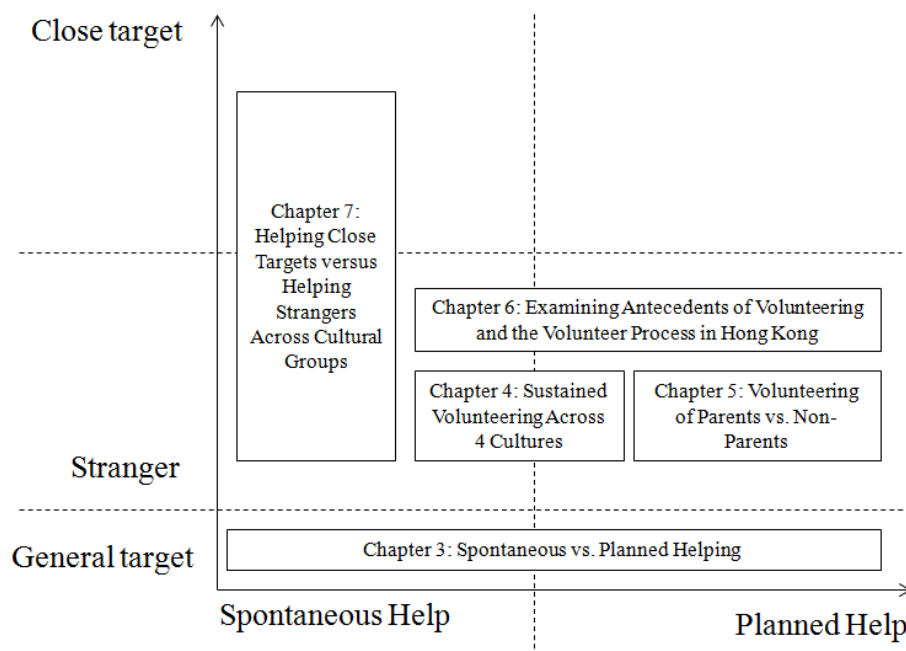 Close target
Chapter 7:
Helping Close
Targets versus
Helping
Strangers
Across Cultural
Groups
Chapter 6: Examining Antecedents of Volunteering
and the Volunteer Process in Hong Kong
Chapter 4: Sustained
Volunteering Across
4 Cultures
Chapter 5: Volunteering
of Parents vs. Non-
Parents
Stranger
General target
Chapter 3: Spontaneous vs. Planned Helping
Spontaneous Help
Planned Help